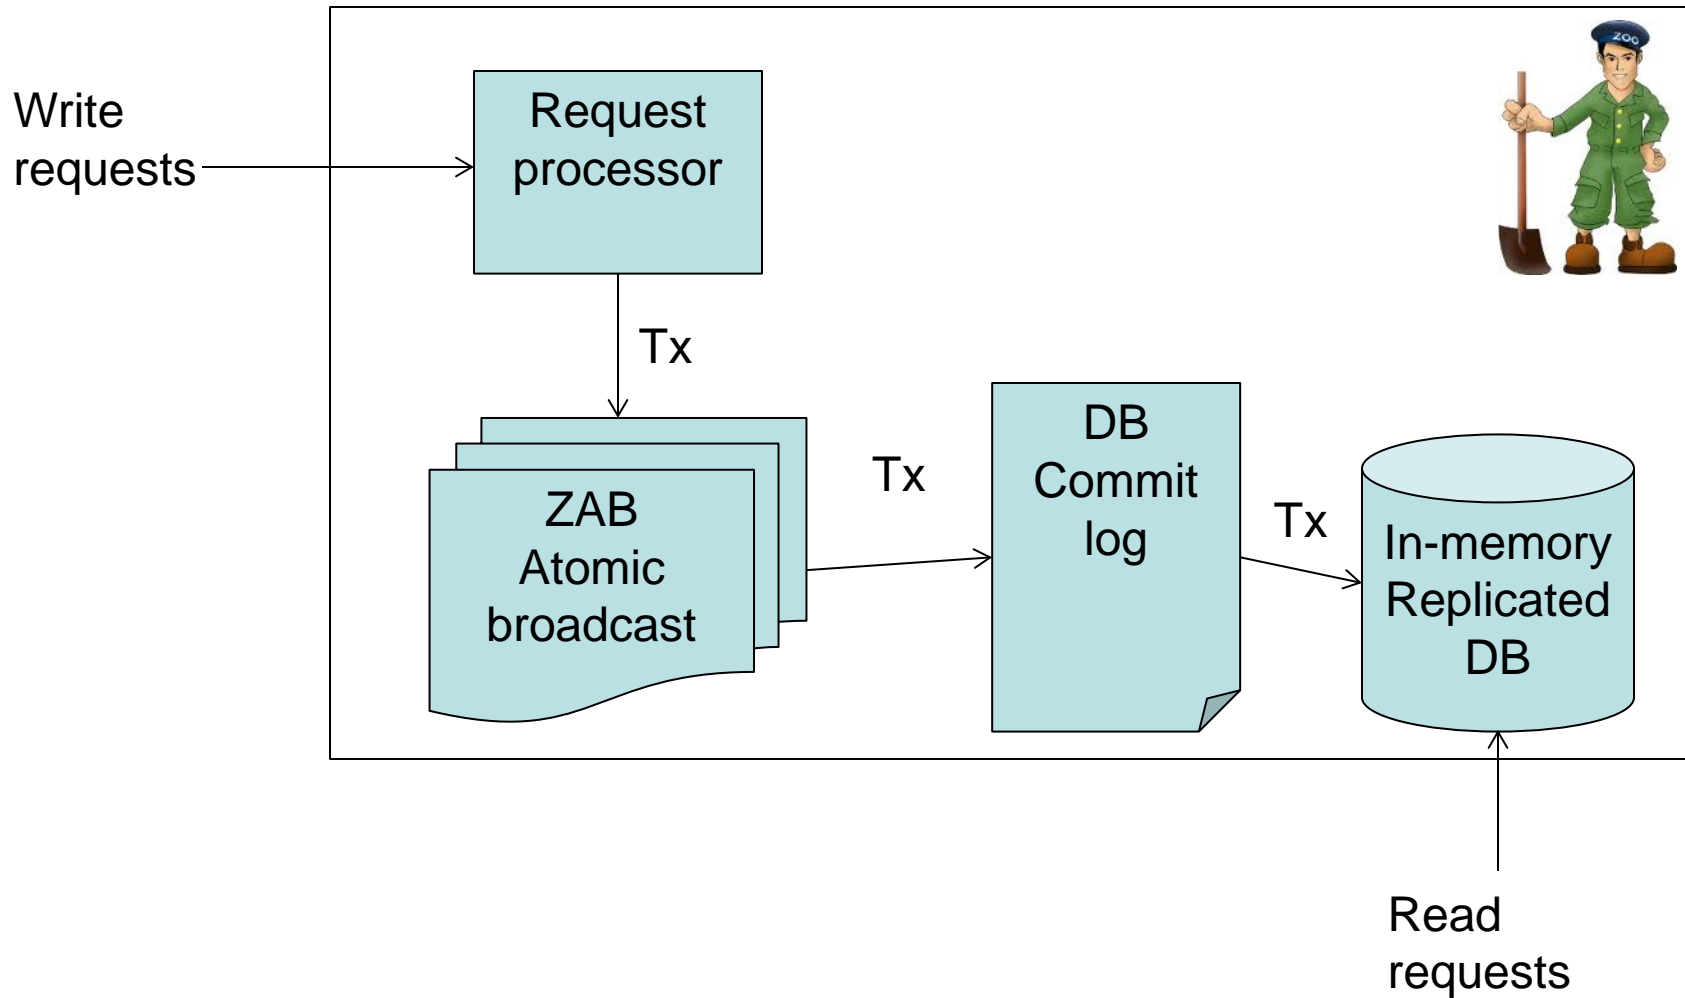 ZOO
Write
requests
Request
processor
Tx
ZAB
Atomic
broadcast
Tx
DB
Commit
log
Tx
In-memory
Replicated
DB
Read
requests